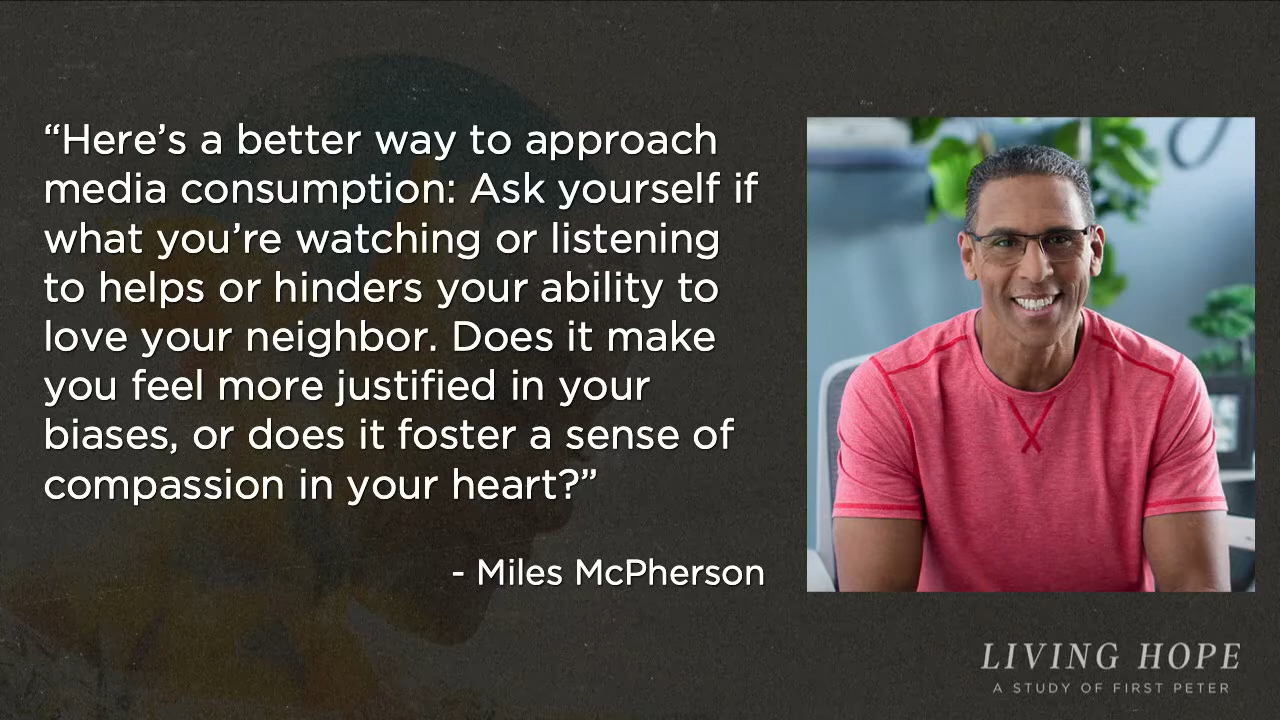 “Here’s a better way to approach
media consumption: Ask yourself if
what you’re watching or listening
to helps or hinders your ability to
love your neighbor. Does it make
you feel more justified in your
biases, or does it foster a sense of
compassion in your heart?”
- Miles McPherson
LIVING HOPE
A STUDY OF FIRST PETER